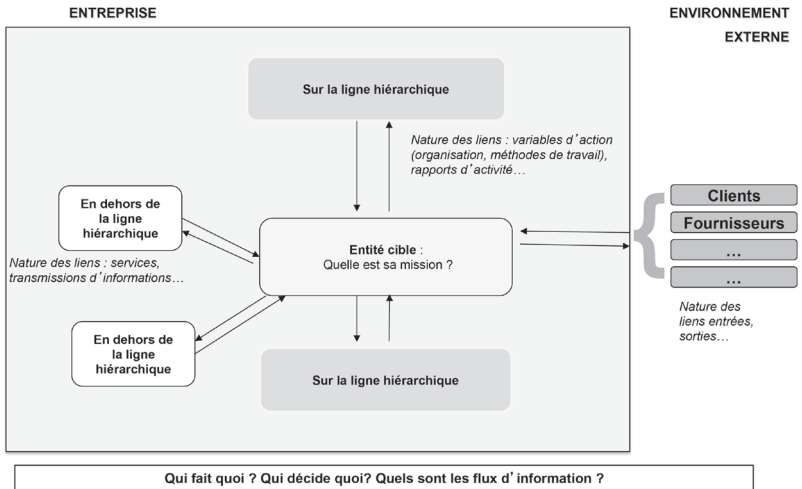 ENTREPRISE
ENVIRONNEMENT
EXTERNE
Sur la ligne hiérarchique
Nature des liens : variables d'action
(organisation, méthodes de travail),
rapports d'activité…
En dehors de
la ligne
hiérarchique
Nature des liens : services,
transmissions d'informations…
Entité cible :
Quelle est sa mission ?
Clients
Fournisseurs
…
…
Nature des
liens entrées,
sorties…
En dehors de
la ligne
hiérarchique
Sur la ligne hiérarchique
Qui fait quoi ? Qui décide quoi? Quels sont les flux d'information ?